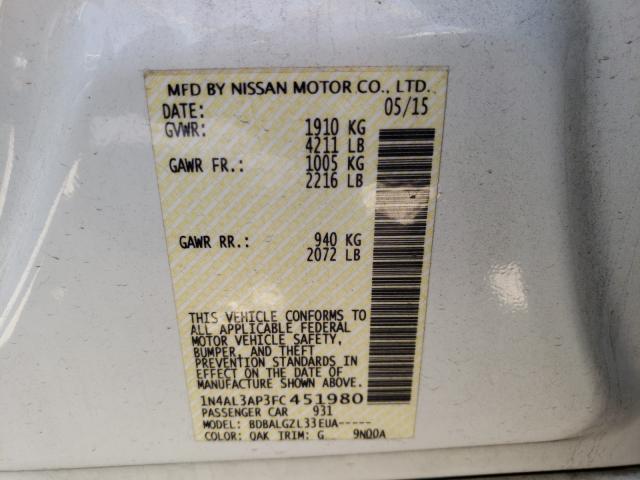 MFD BY NISSAN MOTOR CO., LTD.
DATE: 05/15
GVWR: 1910 KG
4211 LB
GAWR FR.: 1005 KG
2216 LB
GAWR RR.: 940 KG
2072 LB
THIS VEHICLE CONFORMS TO
ALL APPLICABLE FEDERAL
MOTOR VEHICLE SAFETY,
BUMPER, AND THEFT
PREVENTION STANDARDS IN
EFFECT ON THE DATE OF
MANUFACTURE SHOWN ABOVE.
1N4AL3AP3FC451980
PASSENGER CAR 931
MODEL: BDBALGZL33EUA-----
COLOR: QAK TRIM: G 9N00A